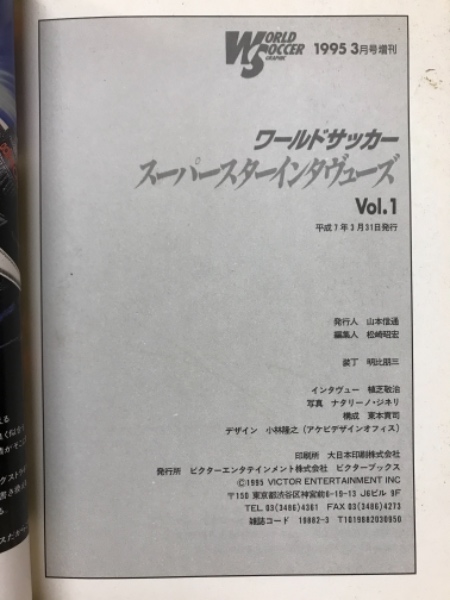 WORLD SOCCER GRAPHIC 1995 3月号増刊
ワールドサッカー
スーパースターインタヴューズ
Vol.1
平成7年3月31日発行
発行人 山本信通
編集人 松崎昭宏
装丁 明比朋三
インタヴュー 植芝敬治
写真 ナタリーノ・ジネリ
構成 東本貢司
デザイン 小林隆之（アケビデザインオフィス）
印刷所 大日本印刷株式会社
発行所 ビクターエンタテインメント株式会社 ビクターブックス
©1995 VICTOR ENTERTAINMENT INC
〒150 東京都渋谷区神宮前6-19-13 J6ビル 9F
TEL 03(3486)4361 FAX 03(3486)4273
雑誌コード 19862-3 T1019862030950